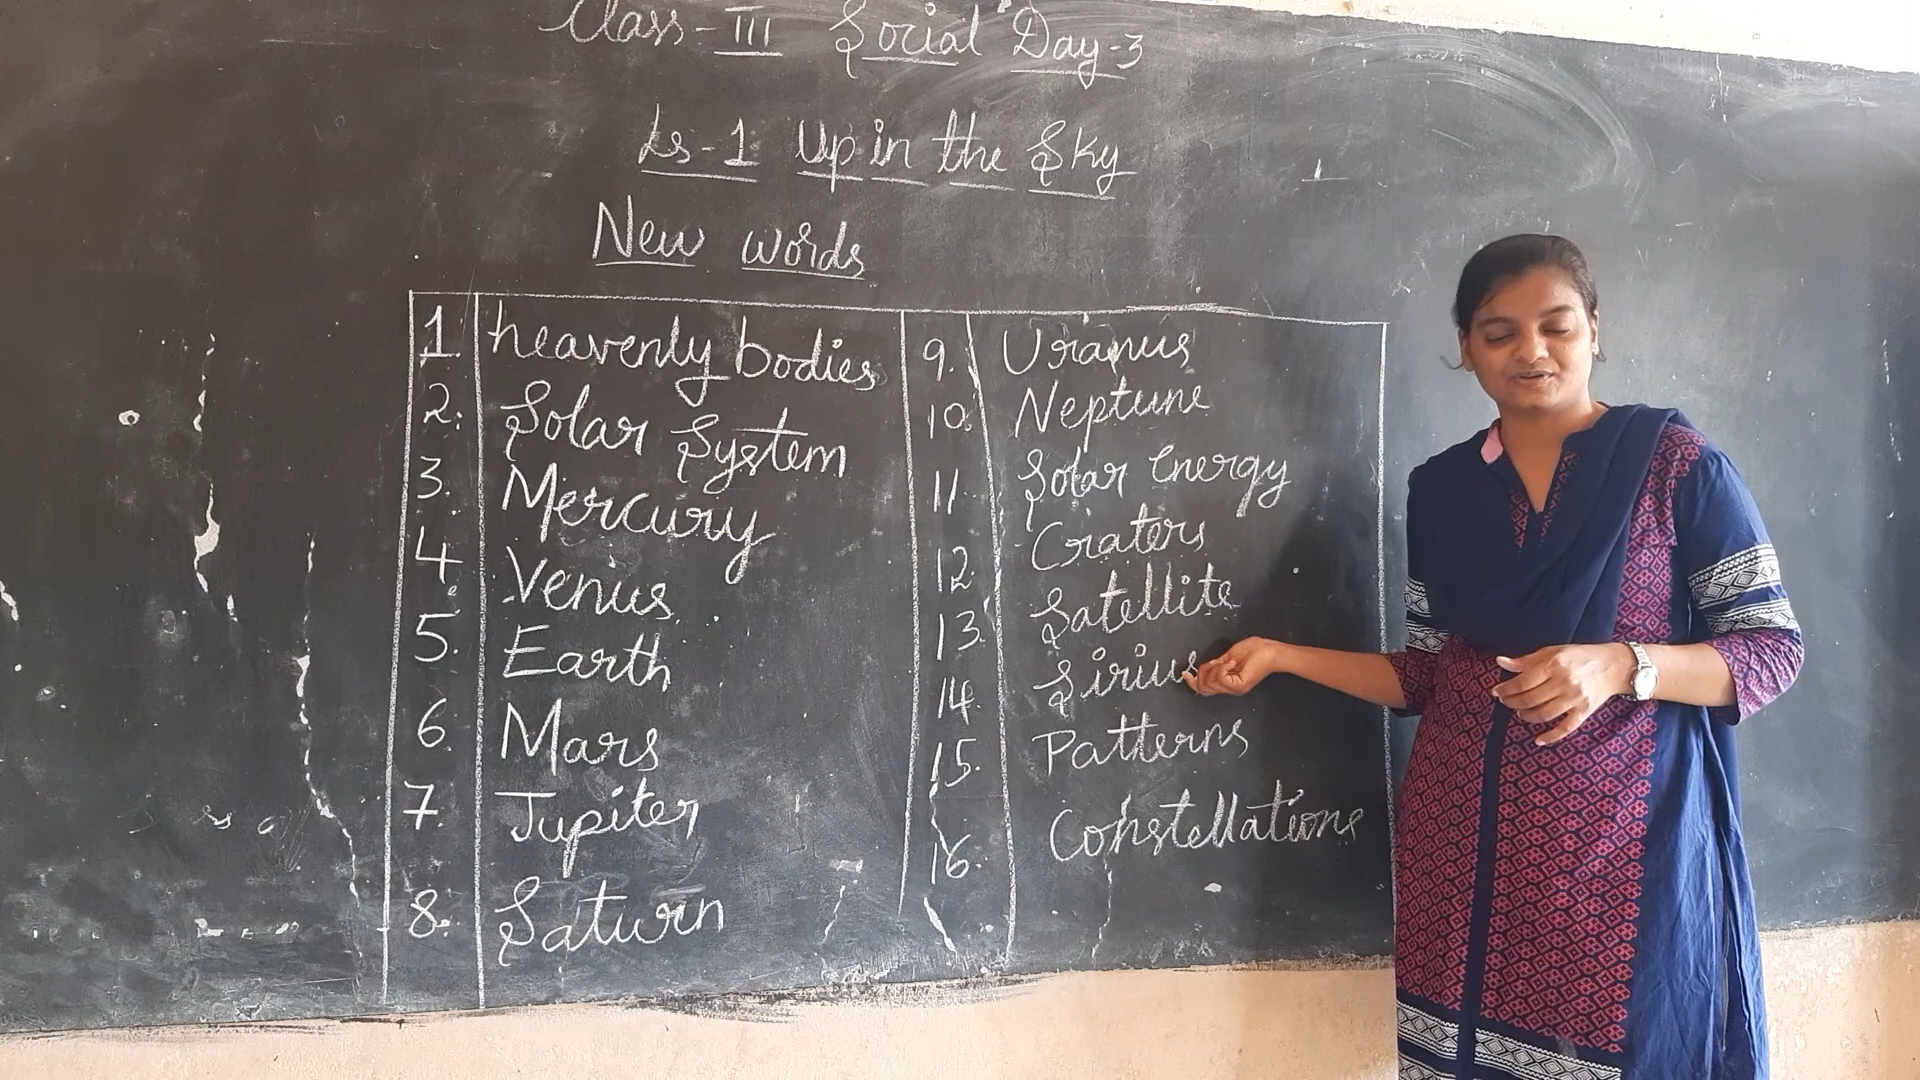 Class-III Social Day-3
Ls-1 Up in the Sky
New words
1. heavenly bodies
2. Solar System
3. Mercury
4. Venus
5. Earth
6. Mars
7. Jupiter
8. Saturn
9. Uranus
10. Neptune
11. Solar energy
12. Craters
13. Satellite
14. Sirius
15. Patterns
16. Constellations